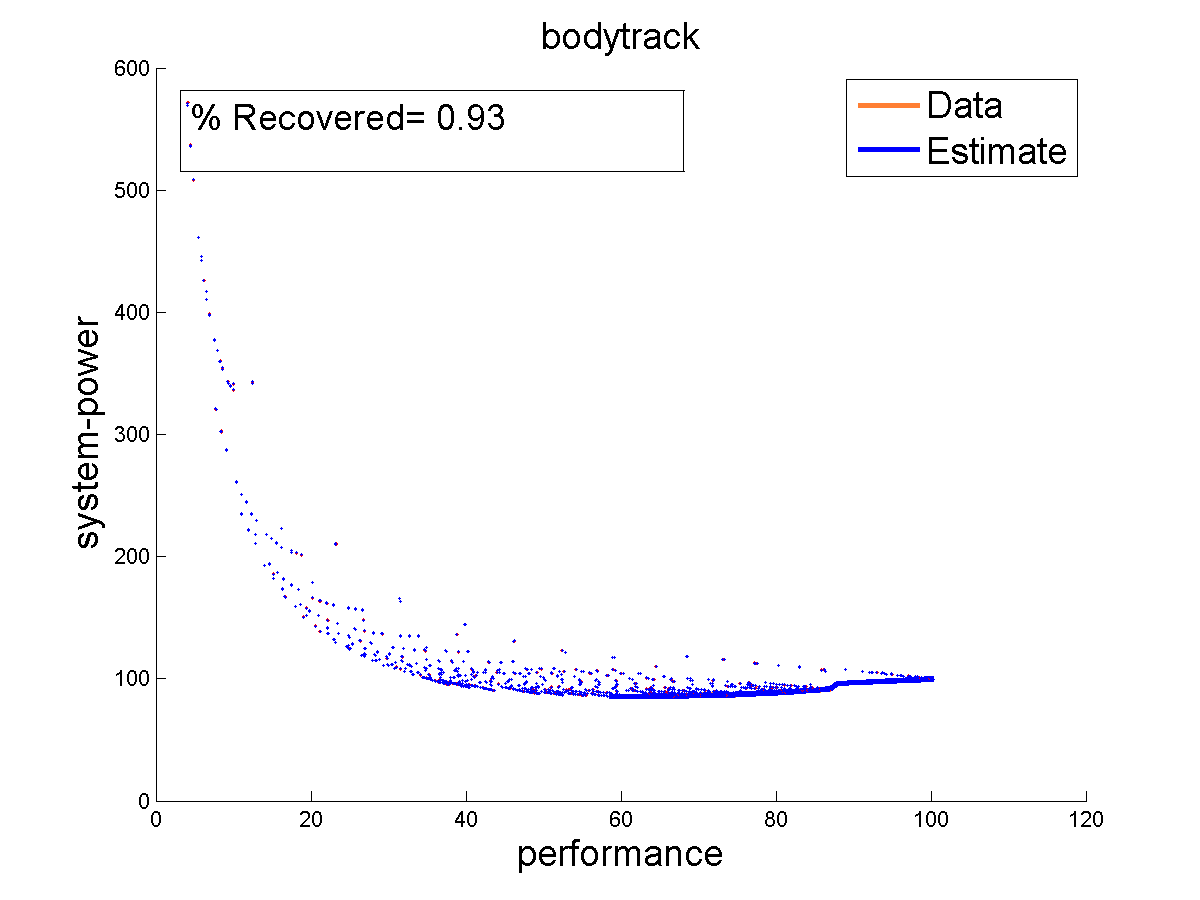 bodytrack
% Recovered= 0.93
Data
Estimate
system-power
600
500
400
300
200
100
0
0 20 40 60 80 100 120
performance